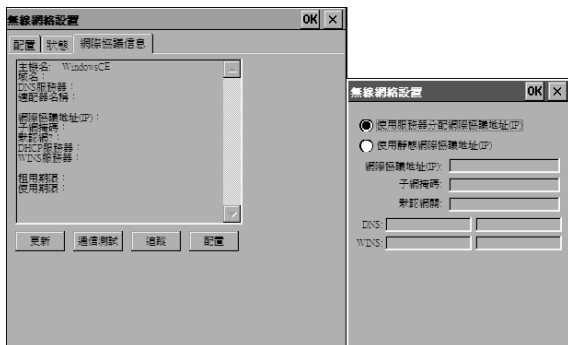 無線網絡設置 OK ×
配置 狀態 網際協議信息
主機名: WindowsCE
域名:
DNS服務器:
適配器名稱:
網際協議地址(IP):
子網掩碼:
默認網?:
DHCP服務器:
WINS服務器:
租用期限:
使用期限:
更新 通信測試 追蹤 配置
無線網絡設置 OK ×
使用服務器分配網際協議地址(IP)
使用靜態網際協議地址(IP)
網際協議地址(IP):
子網掩碼:
默認網關:
DNS:
WINS: